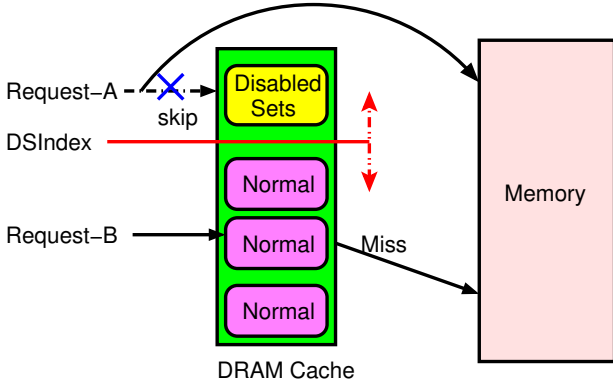 Request-A
skip
Disabled
Sets
DSIndex
Normal
Memory
Request-B
Normal
Miss
Normal
DRAM Cache